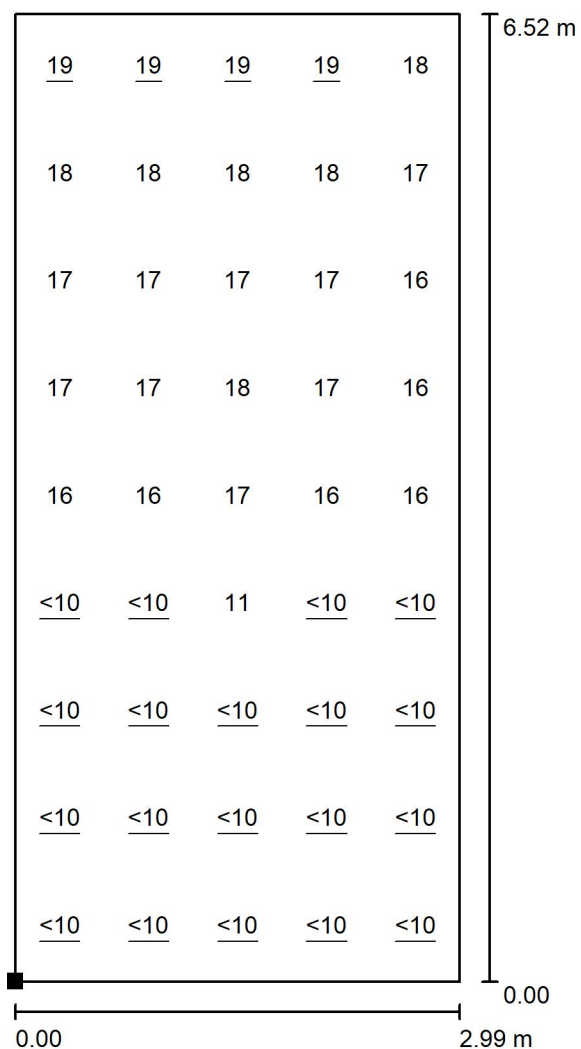 6.52 m
19 19 19 19 18
18 18 18 18 17
17 17 17 17 16
17 17 18 17 16
16 16 17 16 16
<10 <10 11 <10 <10
<10 <10 <10 <10 <10
<10 <10 <10 <10 <10
<10 <10 <10 <10 <10
0.00
0.00 2.99 m